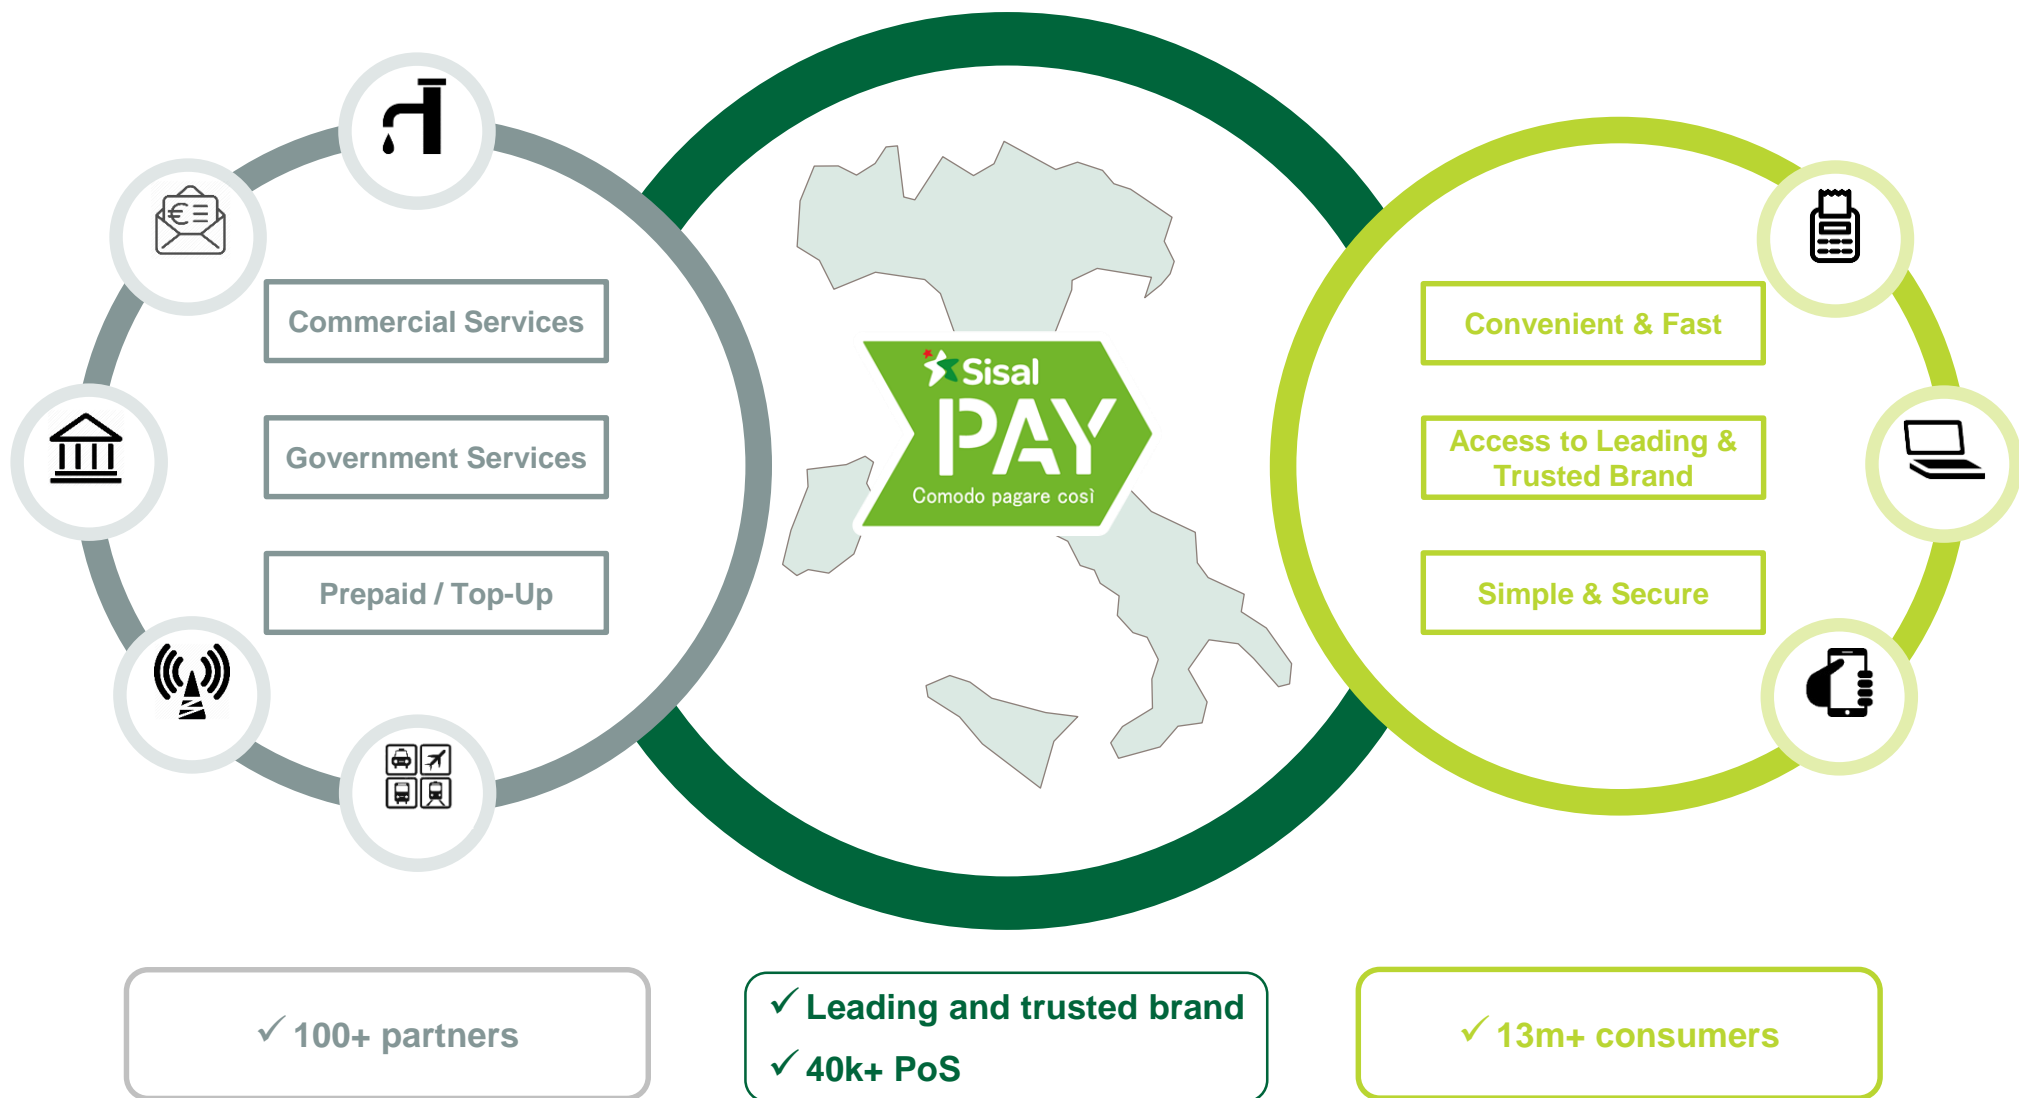 Commercial Services
Government Services
Prepaid / Top-Up
Sisal
PAY
Comodo pagare così
Convenient & Fast
Access to Leading &
Trusted Brand
Simple & Secure
✓ 100+ partners
✓ Leading and trusted brand
✓ 40k+ PoS
✓ 13m+ consumers